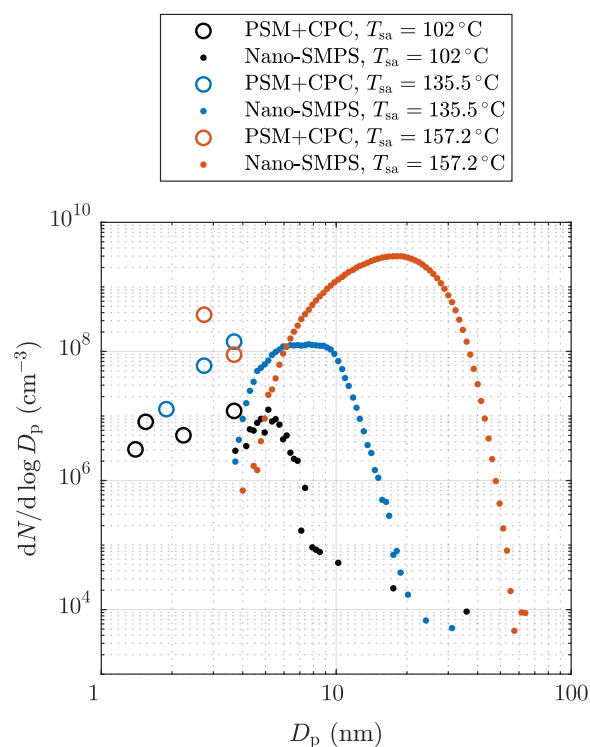 PSM+CPC, T_sa = 102 °C
Nano-SMPS, T_sa = 102 °C
PSM+CPC, T_sa = 135.5 °C
Nano-SMPS, T_sa = 135.5 °C
PSM+CPC, T_sa = 157.2 °C
Nano-SMPS, T_sa = 157.2 °C
10^10
10^8
10^6
10^4
dN/d log D_p (cm^−3)
1 10 100
D_p (nm)